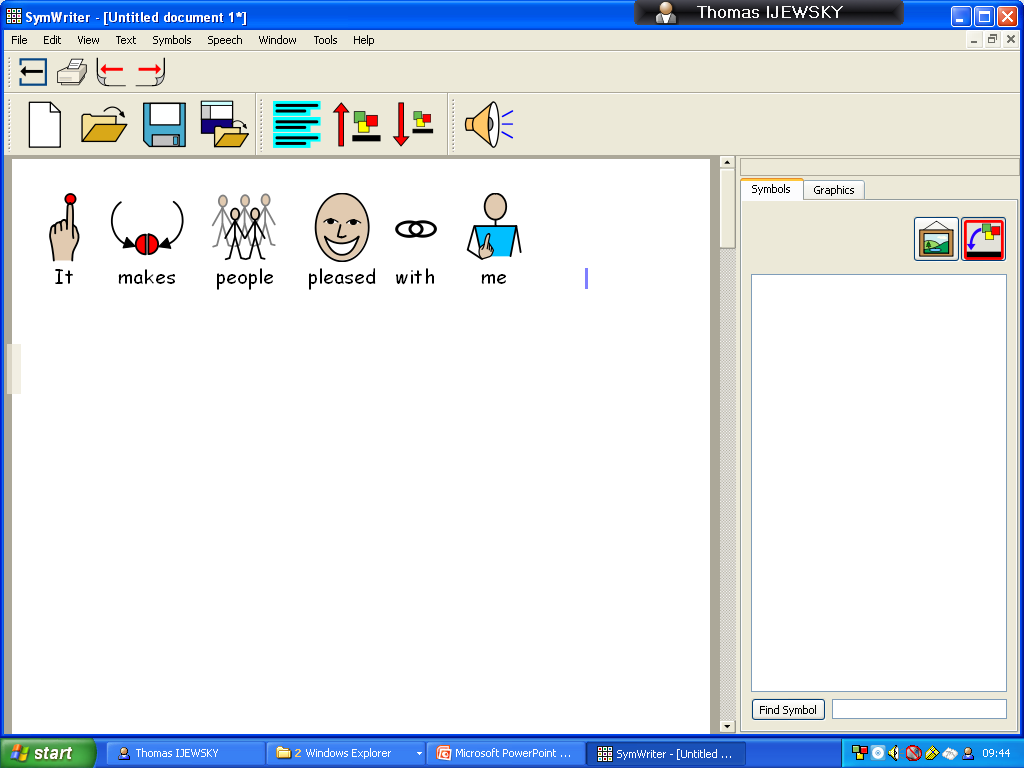 SymWriter - [Untitled document 1*]
Thomas IJEWSKY
File Edit View Text Symbols Speech Window Tools Help
Symbols Graphics
It makes people pleased with me
Find Symbol
start Thomas IJEWSKY 2 Windows Explorer Microsoft PowerPoint ... SymWriter - [Untitled ... 09:44